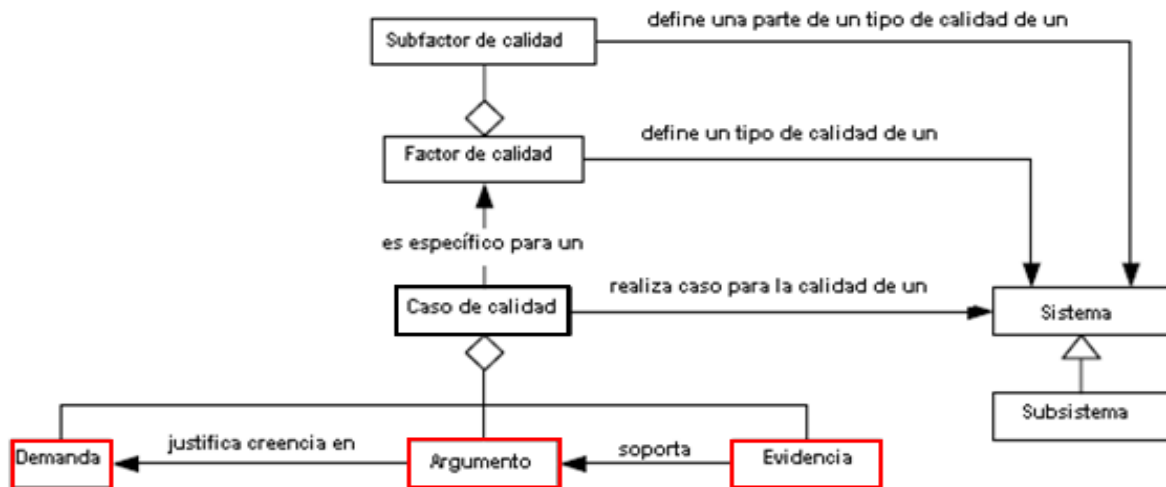 define una parte de un tipo de calidad de un
Subfactor de calidad
define un tipo de calidad de un
Factor de calidad
es específico para un
realiza caso para la calidad de un
Caso de calidad
Sistema
Subsistema
Demanda
justifica creencia en
Argumento
soporta
Evidencia